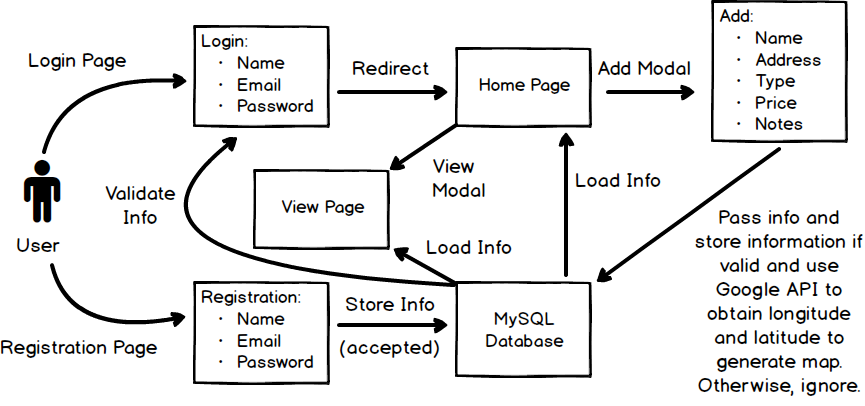 Login Page
Login:
· Name
· Email
· Password
Redirect
Home Page
Add Modal
Add:
· Name
· Address
· Type
· Price
· Notes
User
Validate
Info
View Page
View
Modal
Load Info
Load Info
Pass info and
store information if
valid and use
Google API to
obtain longitude
and latitude to
generate map.
Otherwise, ignore.
Registration Page
Registration:
· Name
· Email
· Password
Store Info
(accepted)
MySQL
Database